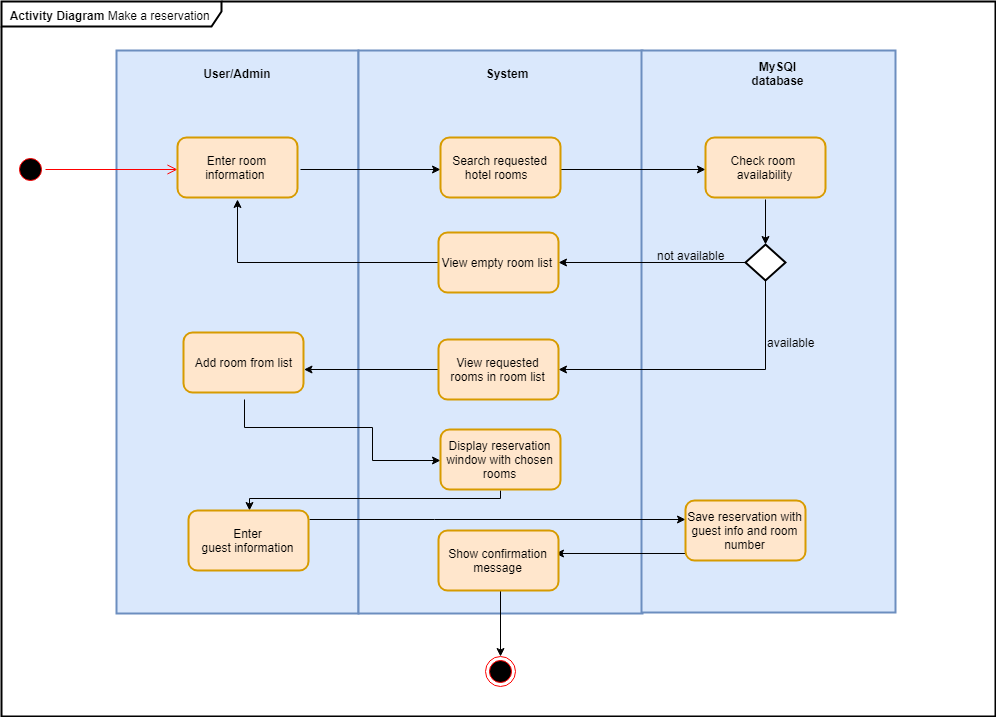 Activity Diagram Make a reservation
User/Admin
System
MySQl
database
Enter room
information
Search requested
hotel rooms
Check room
availability
View empty room list
not available
available
Add room from list
View requested
rooms in room list
Display reservation
window with chosen
rooms
Enter
guest information
Save reservation with
guest info and room
number
Show confirmation
message